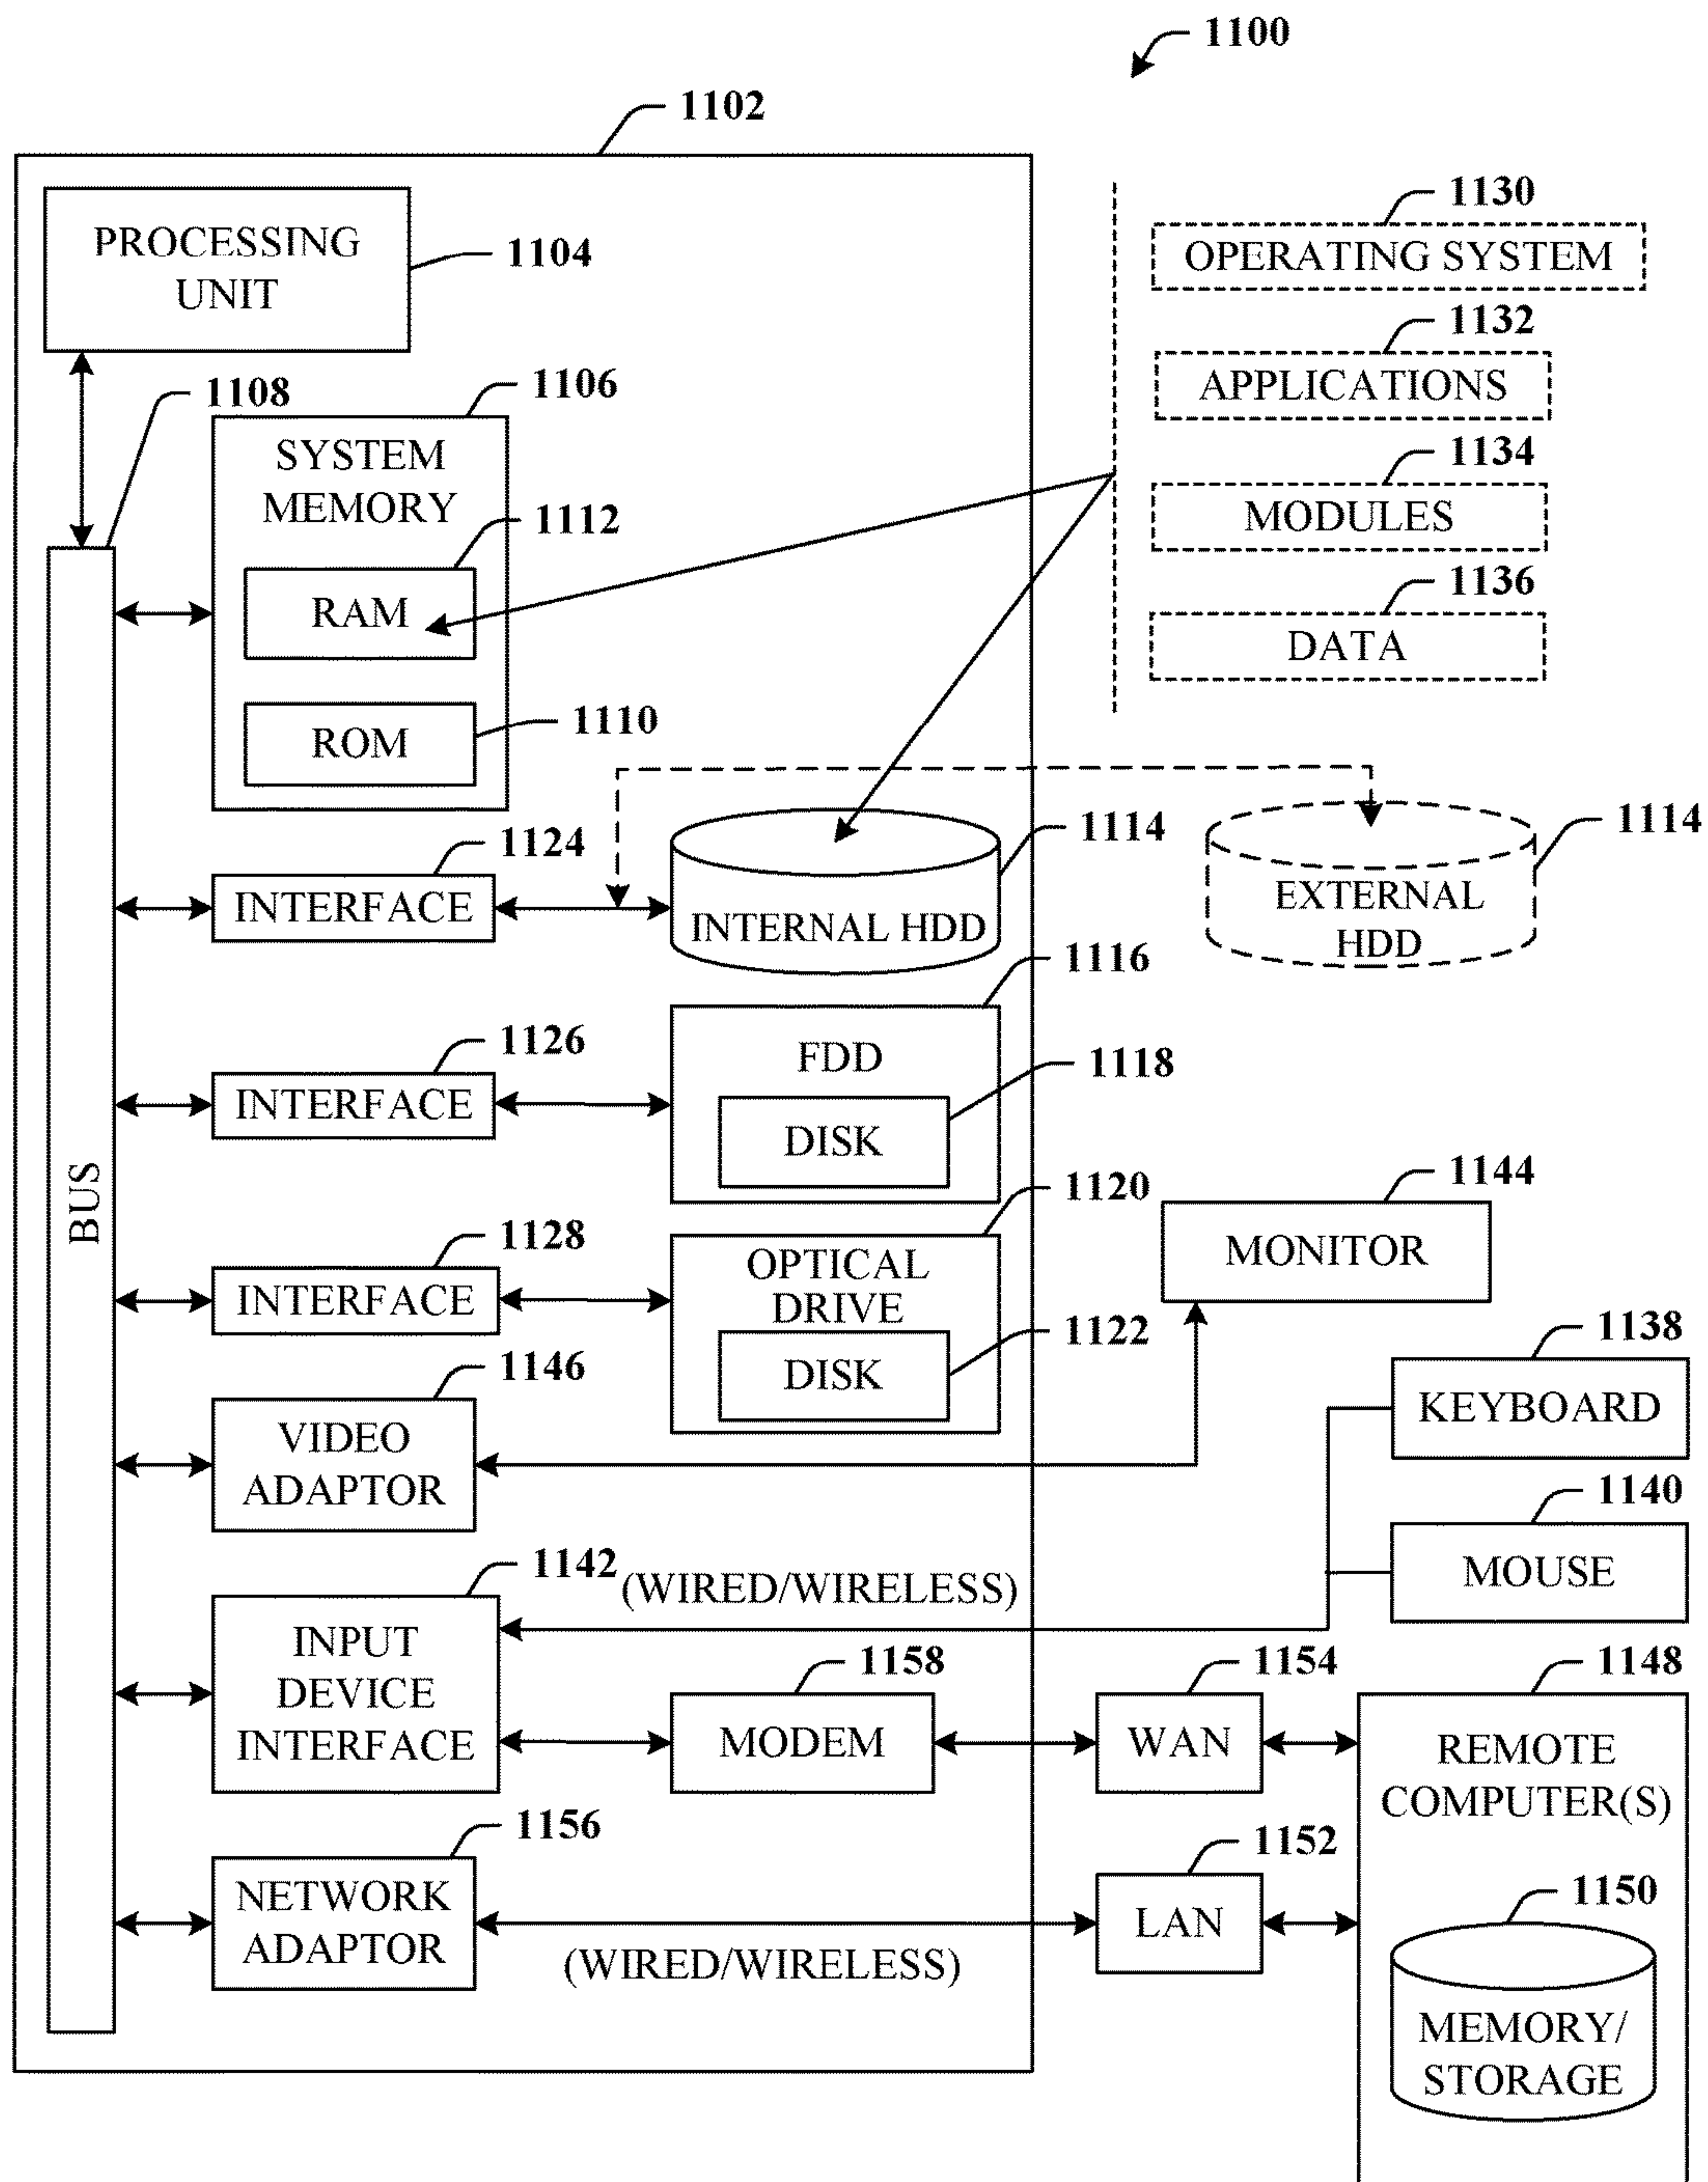 1100
1102
PROCESSING
UNIT
1104
1130
OPERATING SYSTEM
1132
APPLICATIONS
1134
MODULES
1136
DATA
1108
1106
SYSTEM
MEMORY
1112
RAM
1110
ROM
1124
INTERFACE
1114
INTERNAL HDD
1114
EXTERNAL
HDD
1116
FDD
1118
DISK
1126
INTERFACE
BUS
1120
OPTICAL
DRIVE
1122
DISK
1128
INTERFACE
1144
MONITOR
1146
VIDEO
ADAPTOR
1138
KEYBOARD
1140
MOUSE
1142
(WIRED/WIRELESS)
INPUT
DEVICE
INTERFACE
1158
MODEM
1154
WAN
1148
REMOTE
COMPUTER(S)
1156
NETWORK
ADAPTOR
(WIRED/WIRELESS)
1152
LAN
1150
MEMORY/
STORAGE